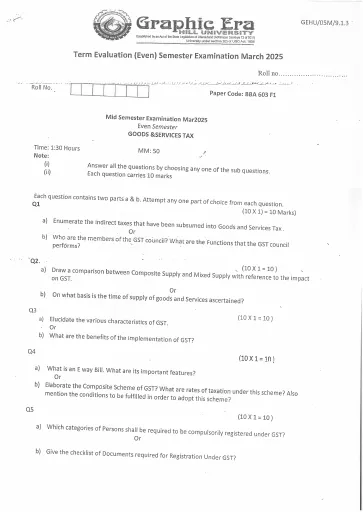 GEHU/DSM/9.1.3
Graphic Era
HILL UNIVERSITY
Term Evaluation (Even) Semester Examination March 2025
Roll no..............................
Roll No.
Paper Code: BBA 603 F1
Mid Semester Examination Mar2025
Even Semester
GOODS &SERVICES TAX
Time: 1:30 Hours
MM: 50
Note:
(i) Answer all the questions by choosing any one of the sub questions.
(ii) Each question carries 10 marks
Each question contains two parts a & b. Attempt any one part of choice from each question.
Q1 (10 X 1) = 10 Marks)
a) Enumerate the indirect taxes that have been subsumed into Goods and Services Tax.
Or
b) Who are the members of the GST council? What are the Functions that the GST council
performs?
Q2. (10 X 1 = 10 )
a) Draw a comparison between Composite Supply and Mixed Supply with reference to the impact
on GST.
Or
b) On what basis is the time of supply of goods and Services ascertained?
Q3 (10 X 1 = 10 )
a) Elucidate the various characteristics of GST.
Or
b) What are the benefits of the implementation of GST?
Q4 (10 X 1 = 10 )
a) What is an E way Bill. What are its important features?
Or
b) Elaborate the Composite Scheme of GST? What are rates of taxation under this scheme? Also
mention the conditions to be fulfilled in order to adopt this scheme?
Q5 (10 X 1 = 10 )
a) Which categories of Persons shall be required to be compulsorily registered under GST?
Or
b) Give the checklist of Documents required for Registration Under GST?